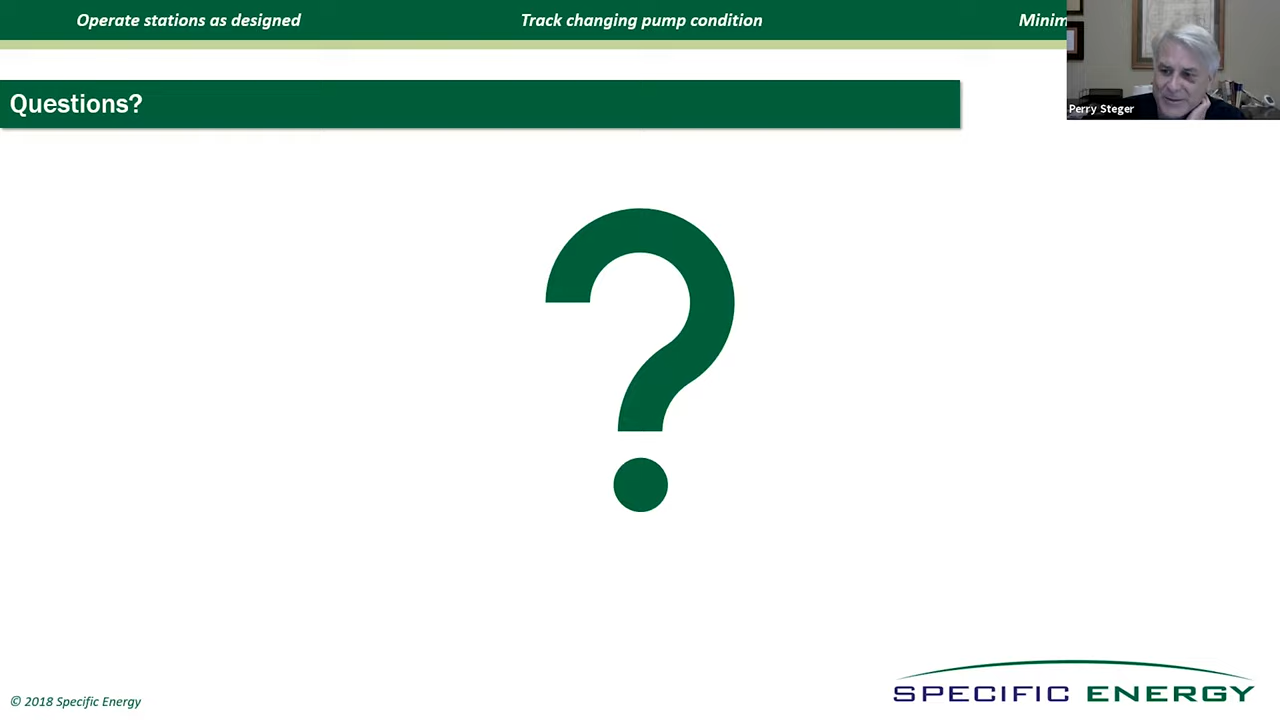 Operate stations as designed
Track changing pump condition
Minim
Perry Steger
Questions?
?
© 2018 Specific Energy
SPECIFIC ENERGY